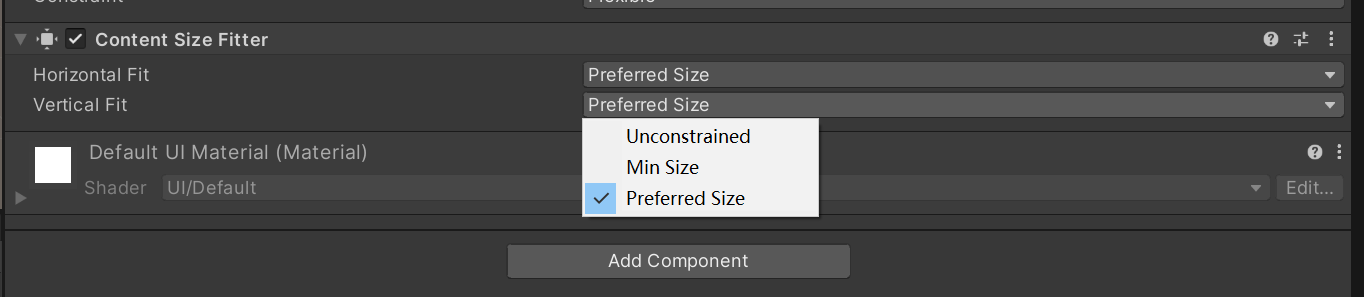 Content Size Fitter
Horizontal Fit Preferred Size
Vertical Fit Preferred Size
Unconstrained
Min Size
Preferred Size
Default UI Material (Material)
Shader UI/Default Edit...
Add Component